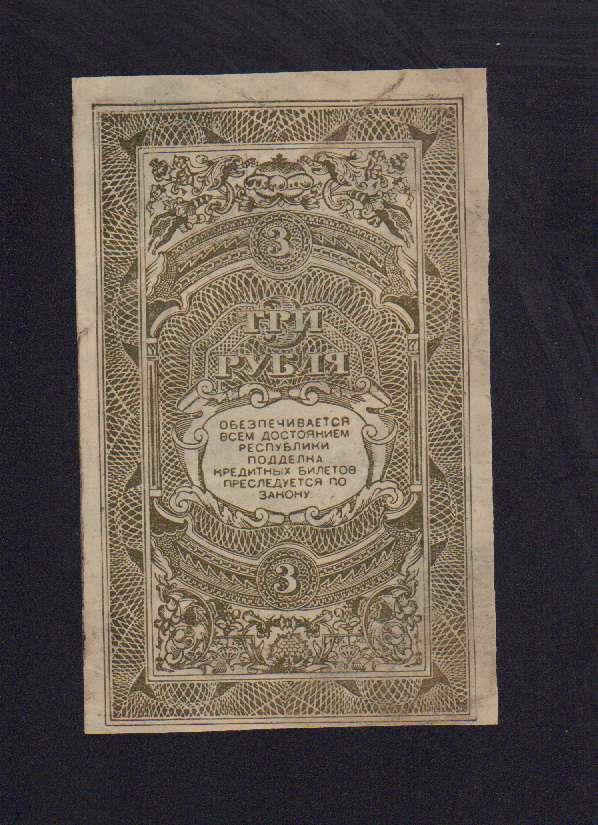 3
ТРИ
РУБЛЯ
ОБЕЗПЕЧИВАЕТСЯ
ВСЕМ ДОСТОЯНИЕМ
РЕСПУБЛИКИ
ПОДДЕЛКА
КРЕДИТНЫХ БИЛЕТОВ
ПРЕСЛЕДУЕТСЯ ПО
ЗАКОНУ.
3